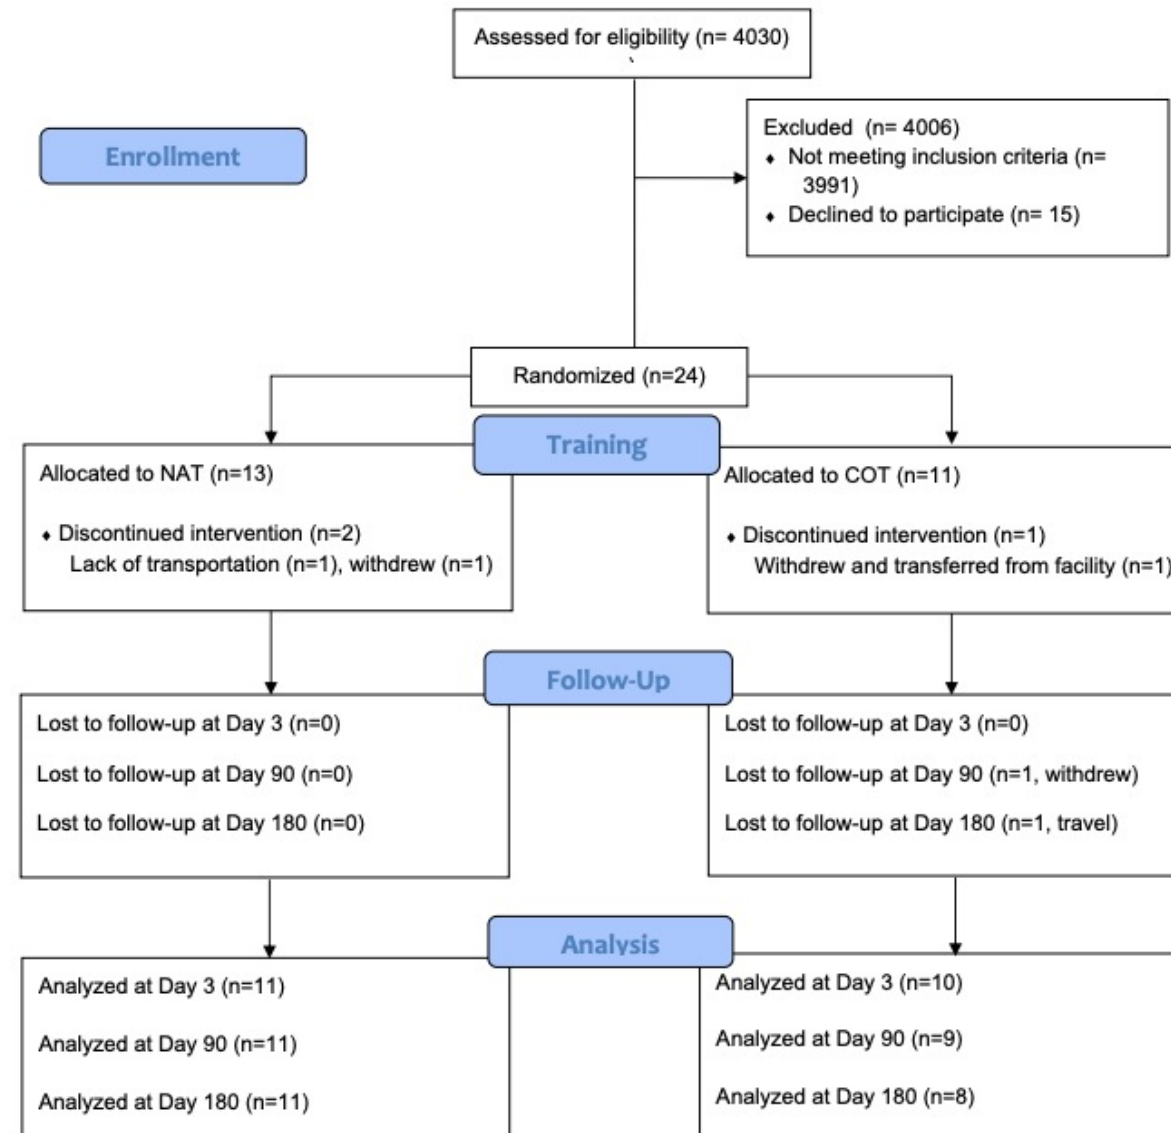 Assessed for eligibility (n= 4030)
Enrollment
Excluded (n= 4006)
♦ Not meeting inclusion criteria (n=
3991)
♦ Declined to participate (n= 15)
Randomized (n=24)
Training
Allocated to NAT (n=13)
♦ Discontinued intervention (n=2)
Lack of transportation (n=1), withdrew (n=1)
Allocated to COT (n=11)
♦ Discontinued intervention (n=1)
Withdrew and transferred from facility (n=1)
Follow-Up
Lost to follow-up at Day 3 (n=0)
Lost to follow-up at Day 90 (n=0)
Lost to follow-up at Day 180 (n=0)
Lost to follow-up at Day 3 (n=0)
Lost to follow-up at Day 90 (n=1, withdrew)
Lost to follow-up at Day 180 (n=1, travel)
Analysis
Analyzed at Day 3 (n=11)
Analyzed at Day 90 (n=11)
Analyzed at Day 180 (n=11)
Analyzed at Day 3 (n=10)
Analyzed at Day 90 (n=9)
Analyzed at Day 180 (n=8)